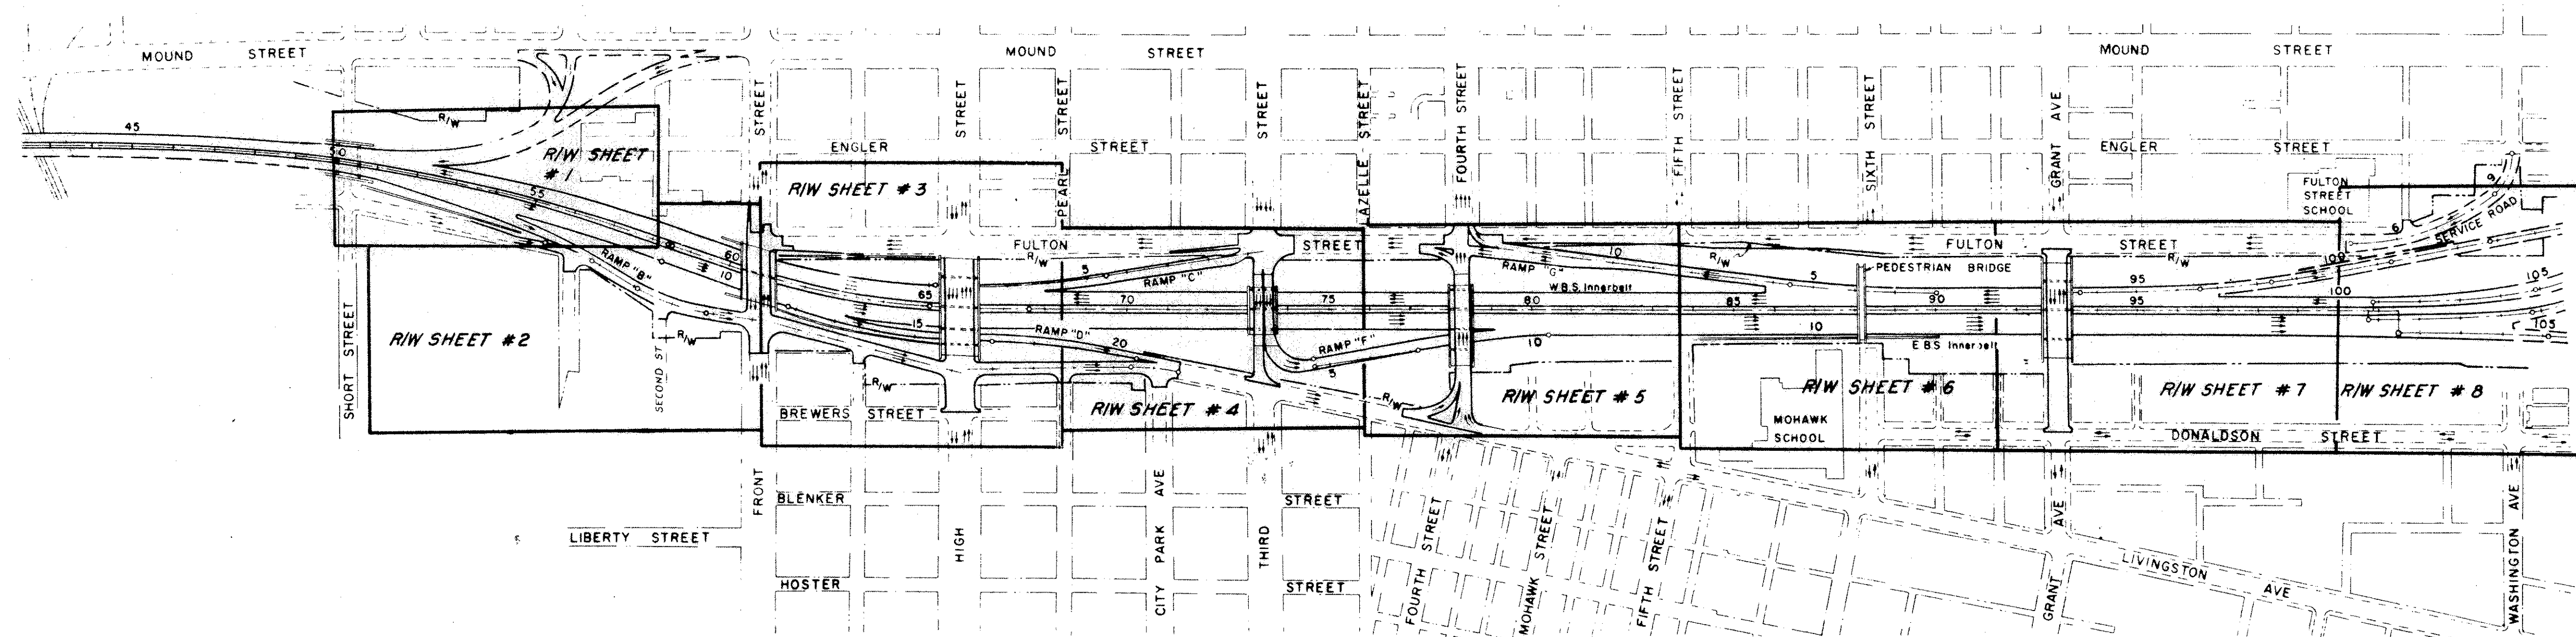 MOUND STREET
MOUND STREET
MOUND STREET
STREET
STREET
PEARL STREET
STREET
LAZELLE STREET
FOURTH STREET
FIFTH STREET
SIXTH STREET
GRANT AVE
45
50
R/W
R/W SHEET
# 1
55
ENGLER STREET
ENGLER STREET
R/W SHEET # 3
FULTON
STREET
SCHOOL
9
6
SERVICE ROAD
FULTON STREET
FULTON STREET
R/W
R/W
R/W
60
10
RAMP "B"
5
RAMP "C"
RAMP "G"
10
5
PEDESTRIAN BRIDGE
W.B.S. Innerbelt
65
70
75
80
85
90
95
95
100
100
105
105
15
RAMP "D"
20
RAMP "F"
5
10
10
E.B.S. Innerbelt
SHORT STREET
R/W SHEET # 2
R/W
SECOND ST
R/W
BREWERS STREET
R/W SHEET # 4
R/W
R/W SHEET # 5
R/W SHEET # 6
R/W SHEET # 7
R/W SHEET # 8
MOHAWK
SCHOOL
DONALDSON STREET
FRONT
BLENKER STREET
LIBERTY STREET
HOSTER STREET
HIGH
CITY PARK AVE
THIRD
FOURTH STREET
MOHAWK STREET
FIFTH STREET
GRANT AVE
LIVINGSTON AVE
WASHINGTON AVE